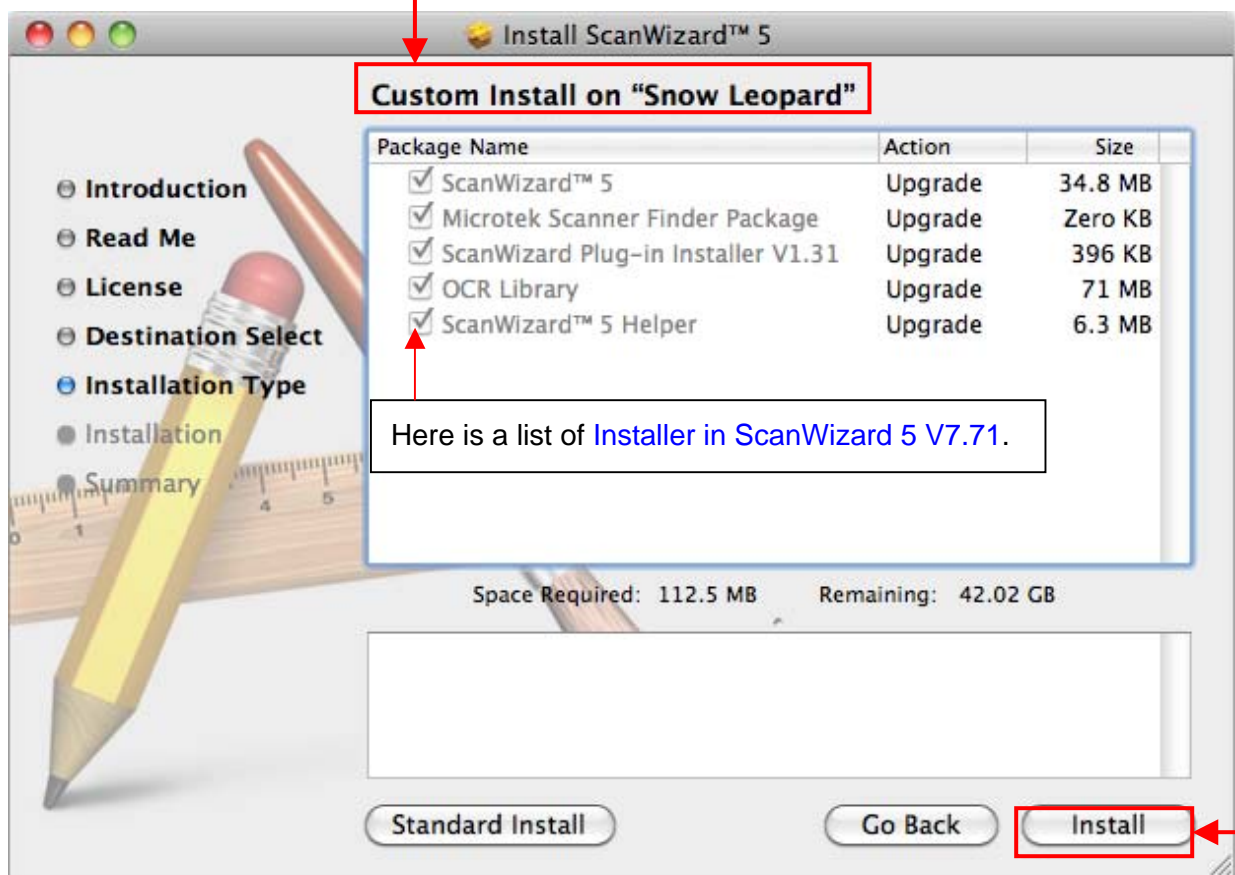 Install ScanWizard™ 5
Custom Install on “Snow Leopard”
Introduction
Read Me
License
Destination Select
Installation Type
Installation
Summary
Package Name Action Size
ScanWizard™ 5 Upgrade 34.8 MB
Microtek Scanner Finder Package Upgrade Zero KB
ScanWizard Plug-in Installer V1.31 Upgrade 396 KB
OCR Library Upgrade 71 MB
ScanWizard™ 5 Helper Upgrade 6.3 MB
Here is a list of Installer in ScanWizard 5 V7.71.
0 1 4 5
Space Required: 112.5 MB Remaining: 42.02 GB
Standard Install Go Back Install